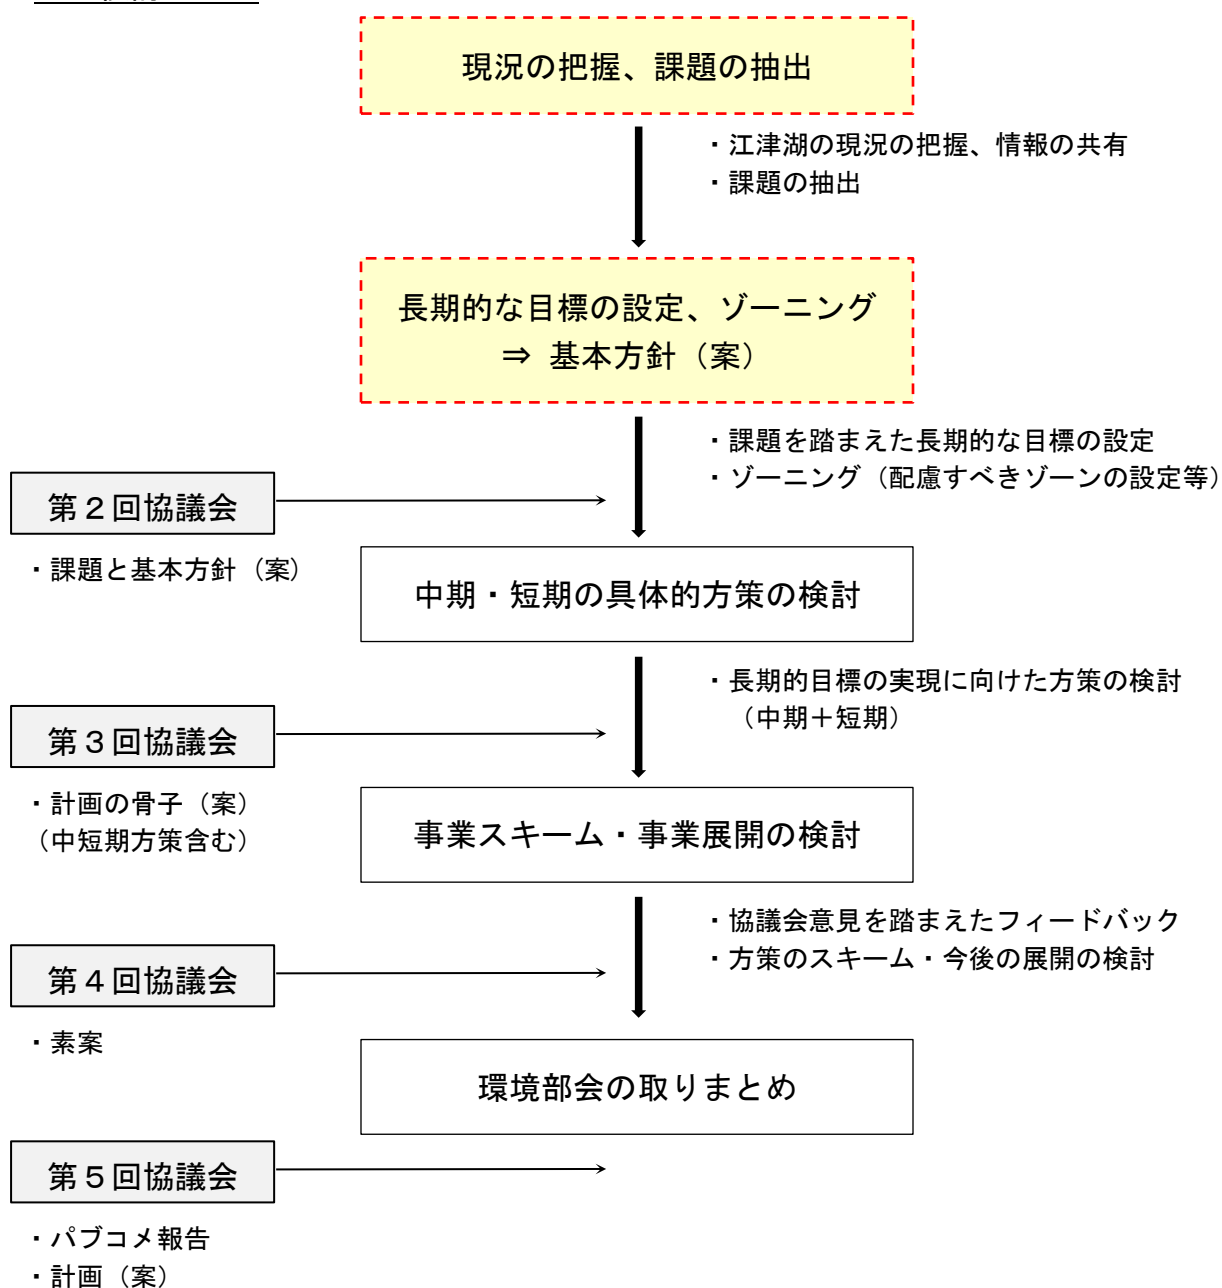 現況の把握、課題の抽出
・江津湖の現況の把握、情報の共有
・課題の抽出
長期的な目標の設定、ゾーニング
⇒ 基本方針（案）
・課題を踏まえた長期的な目標の設定
・ゾーニング（配慮すべきゾーンの設定等）
第２回協議会
・課題と基本方針（案）
中期・短期の具体的方策の検討
・長期的目標の実現に向けた方策の検討
（中期＋短期）
第３回協議会
・計画の骨子（案）
（中短期方策含む）
事業スキーム・事業展開の検討
・協議会意見を踏まえたフィードバック
・方策のスキーム・今後の展開の検討
第４回協議会
・素案
環境部会の取りまとめ
第５回協議会
・パブコメ報告
・計画（案）